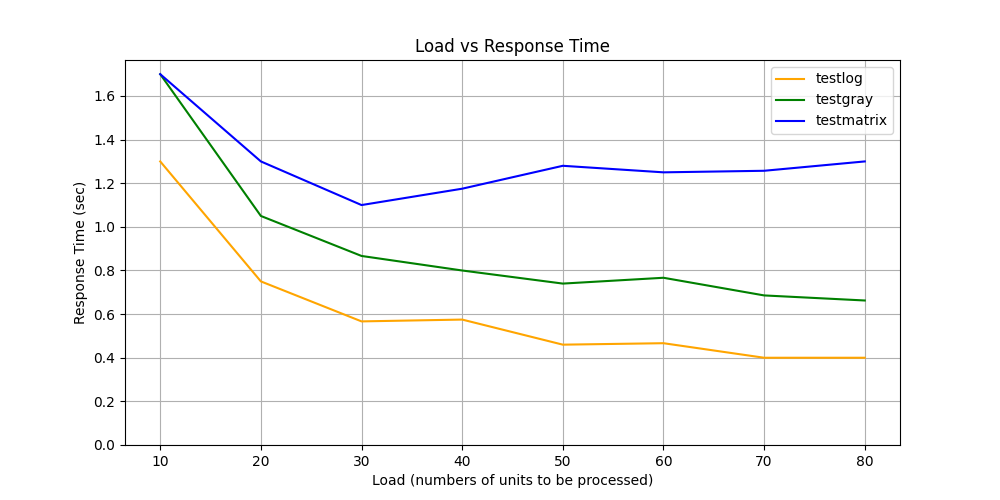 Load vs Response Time
testlog
testgray
testmatrix
Response Time (sec)
1.6
1.4
1.2
1.0
0.8
0.6
0.4
0.2
0.0
10 20 30 40 50 60 70 80
Load (numbers of units to be processed)